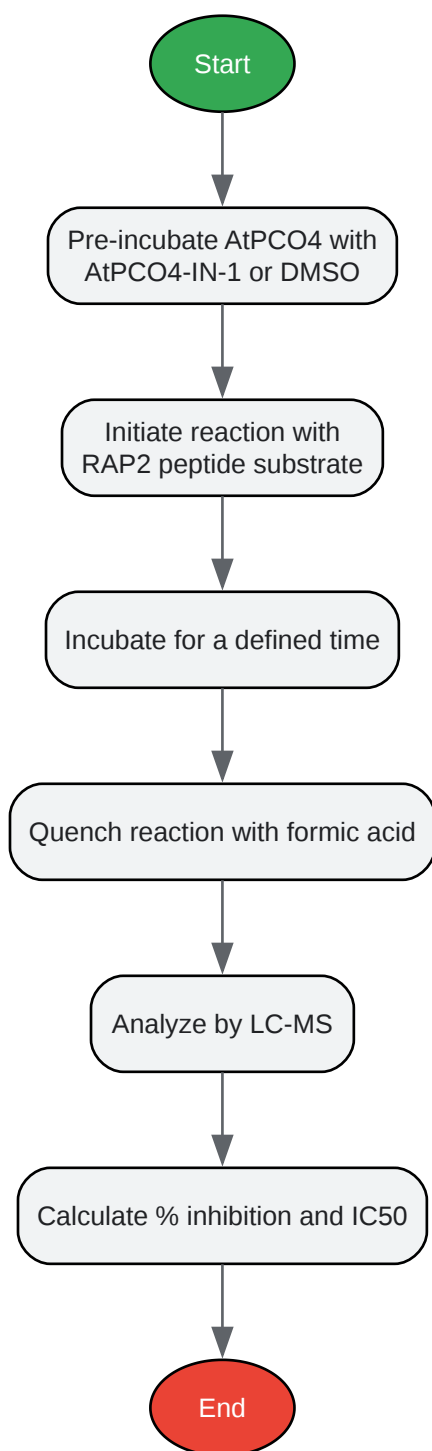 Start
Pre-incubate AtPCO4 with
AtPCO4-IN-1 or DMSO
Initiate reaction with
RAP2 peptide substrate
Incubate for a defined time
Quench reaction with formic acid
Analyze by LC-MS
Calculate % inhibition and IC50
End